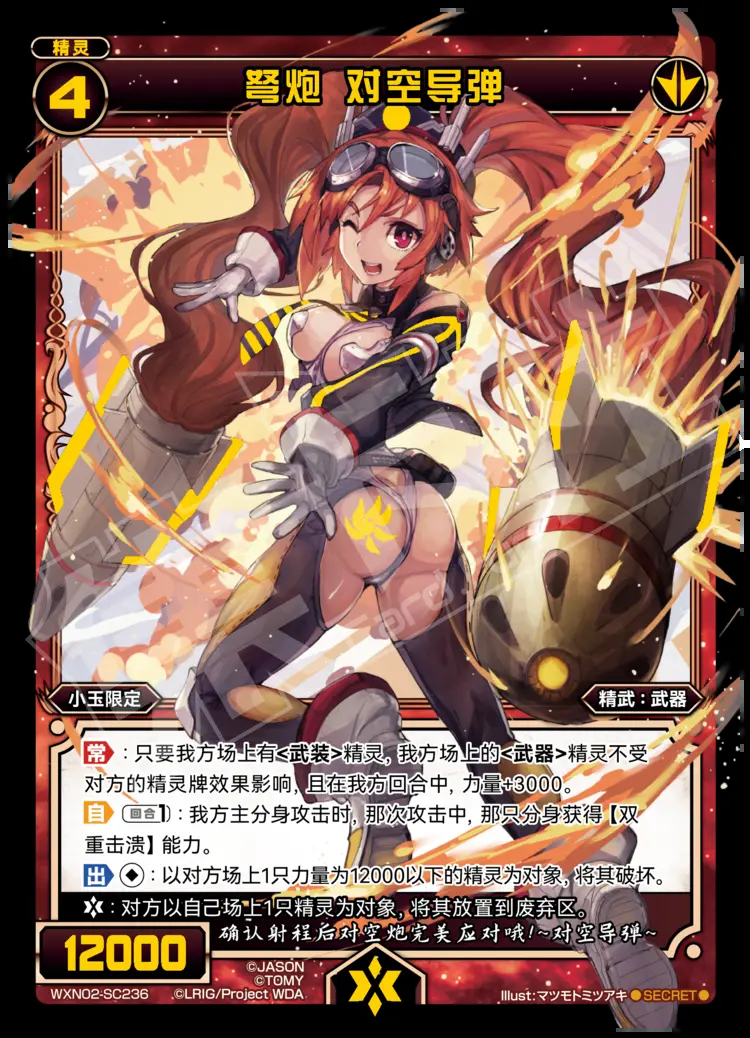 精灵
4
弩炮 对空导弹
小玉限定
精武：武器
常：只要我方场上有<武装>精灵，我方场上的<武器>精灵不受
对方的精灵牌效果影响，且在我方回合中，力量+3000。
自 回合1：我方主分身攻击时，那次攻击中，那只分身获得【双
重击溃】能力。
出：以对方场上1只力量为12000以下的精灵为对象，将其破坏。
：对方以自己场上1只精灵为对象，将其放置到废弃区。
确认射程后对空炮完美应对哦!~对空导弹~
12000
©JASON
©TOMY
WXN02-SC236 ©LRIG/Project WDA
Illust:マツモトミツアキ ●SECRET●